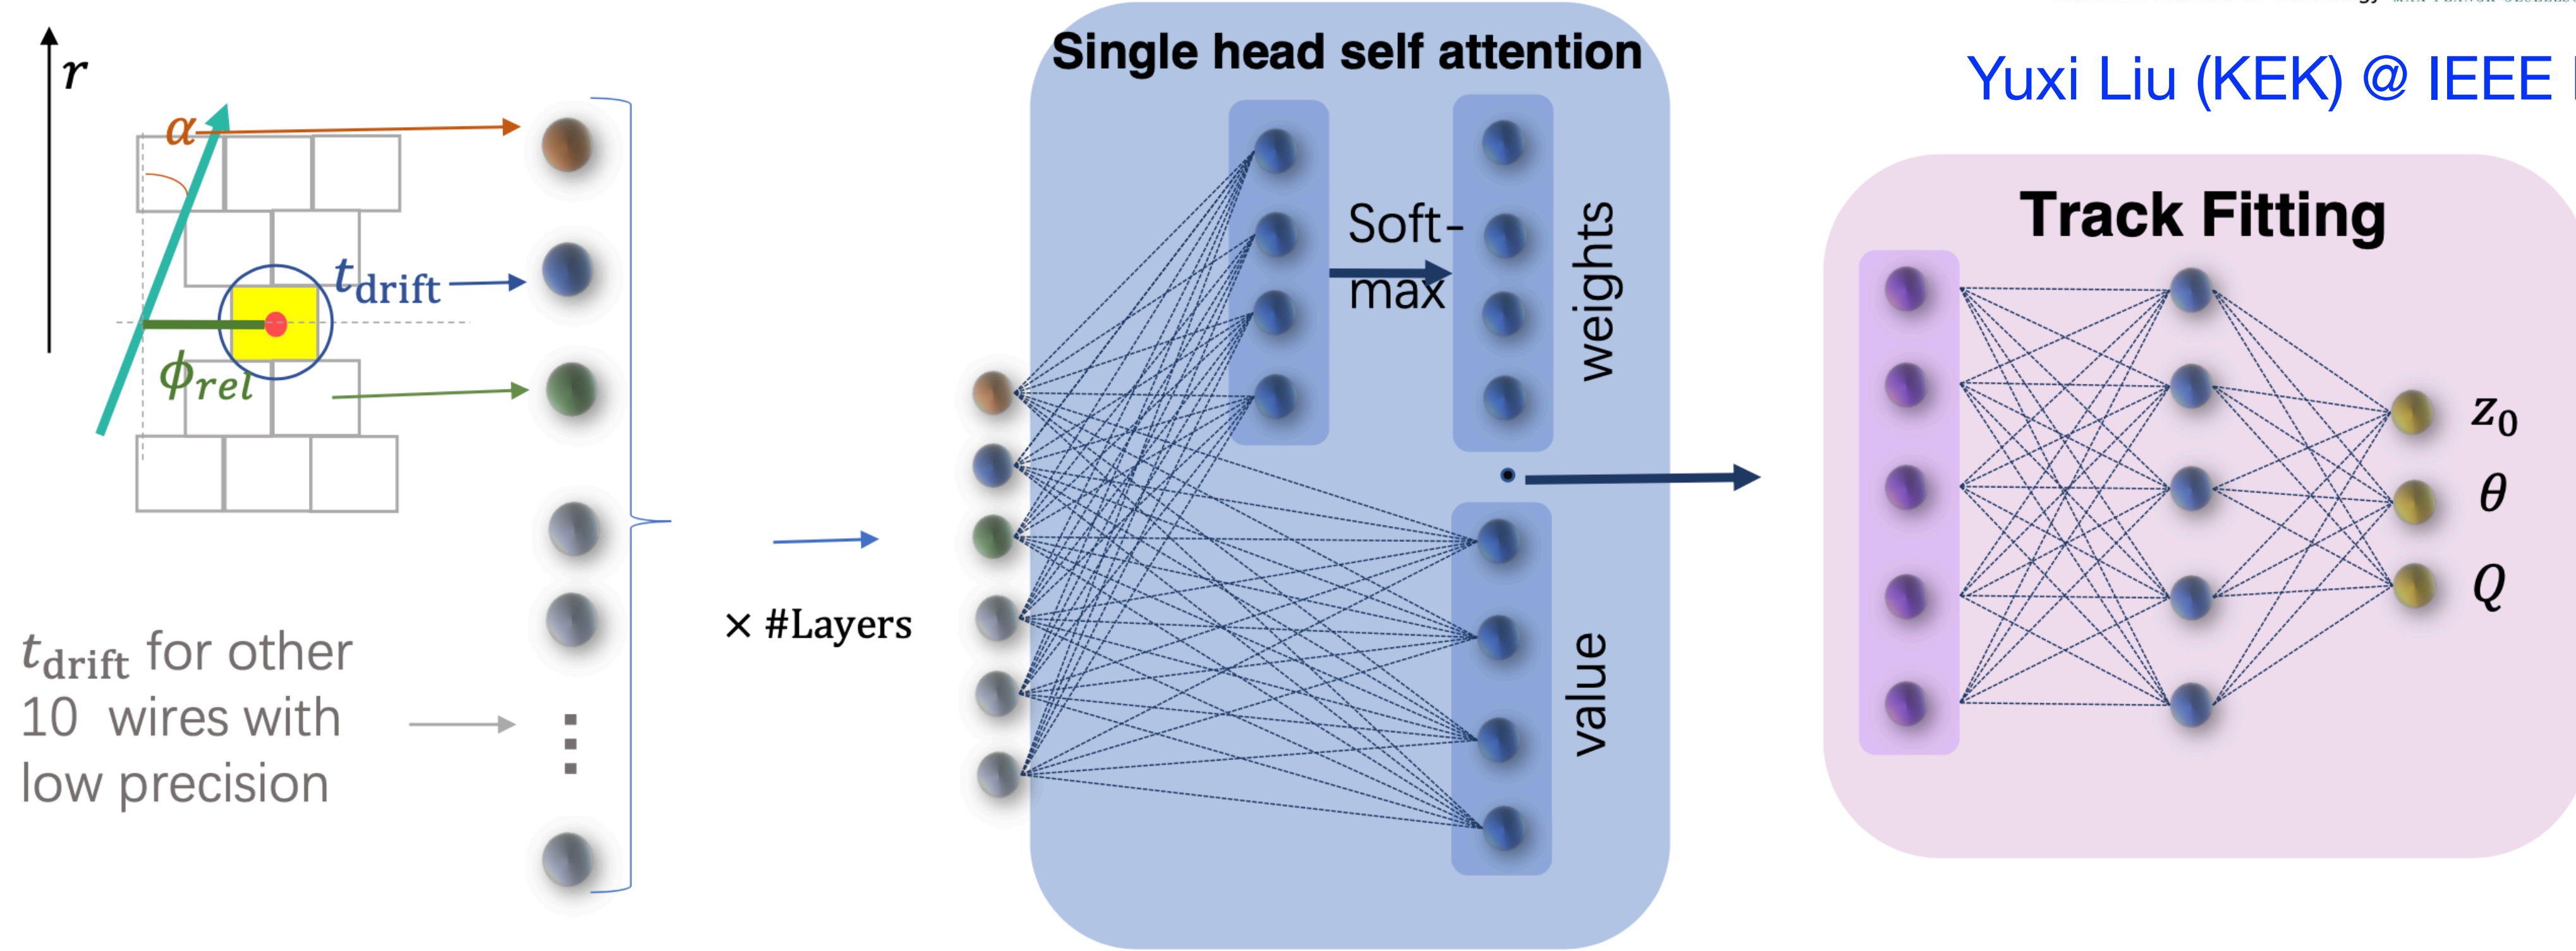 r
α
t_drift
ϕ_rel
t_drift for other
10 wires with
low precision
× #Layers
Single head self attention
Soft-
max
weights
value
Yuxi Liu (KEK) @ IEEE
Track Fitting
z_0
θ
Q